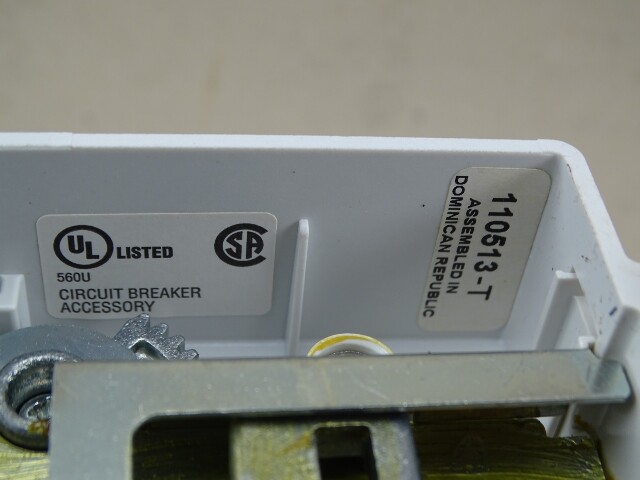 UL LISTED
560U
CIRCUIT BREAKER
ACCESSORY
SA
110513-T
ASSEMBLED IN
DOMINICAN REPUBLIC